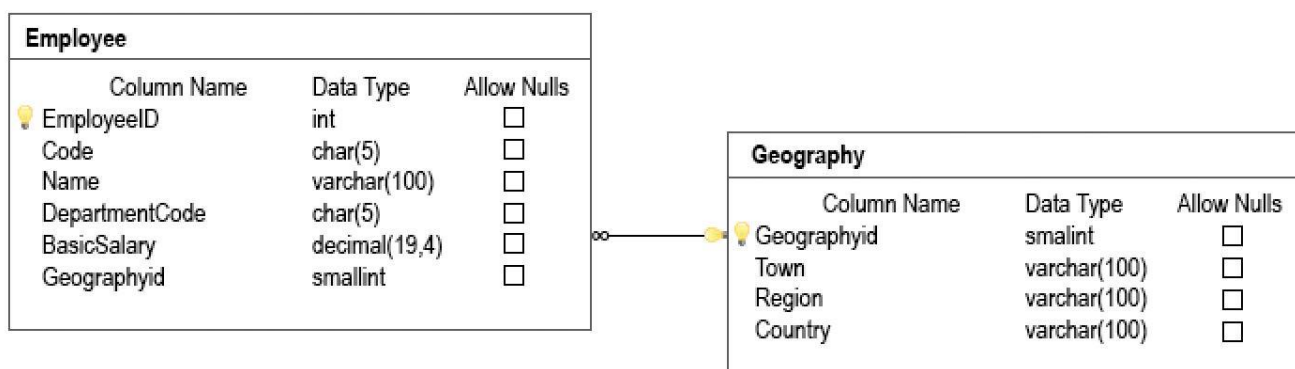 Employee
Column Name Data Type Allow Nulls
EmployeeID int
Code char(5)
Name varchar(100)
DepartmentCode char(5)
BasicSalary decimal(19,4)
Geographyid smallint
Geography
Column Name Data Type Allow Nulls
Geographyid smalint
Town varchar(100)
Region varchar(100)
Country varchar(100)